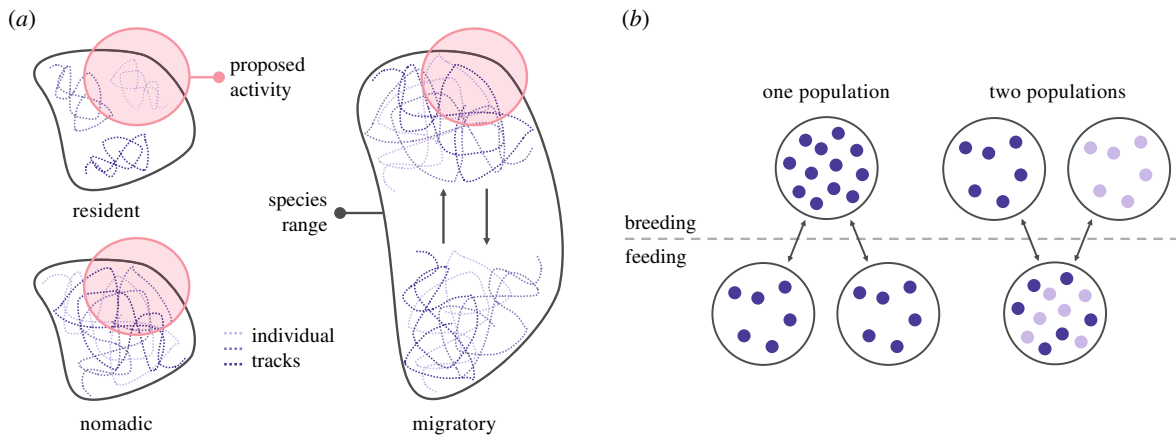 (a)
proposed
activity
resident
species
range
individual
tracks
nomadic
migratory
(b)
one population
two populations
breeding
feeding